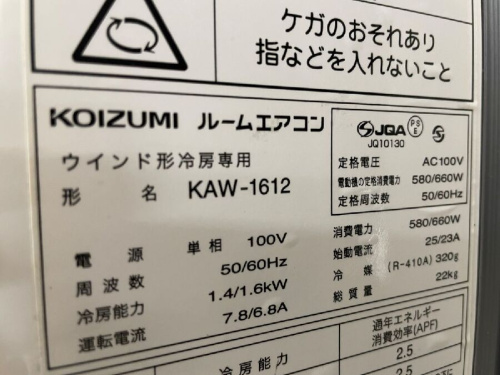 ケガのおそれあり
指などを入れないこと
KOIZUMI ルームエアコン
ウインド形冷房専用
形 名 KAW-1612
JQA PS E S
JQ10130
定格電圧 AC100V
電動機の定格消費電力 580/660W
定格周波数 50/60Hz
電 源 単相 100V
周波数 50/60Hz
冷房能力 1.4/1.6kW
運転電流 7.8/6.8A
消費電力 580/660W
始動電流 25/23A
冷 媒 (R-410A) 320g
総質量 22kg
冷房能力
過年エネルギー
消費効率(APF)
2.5
2.5